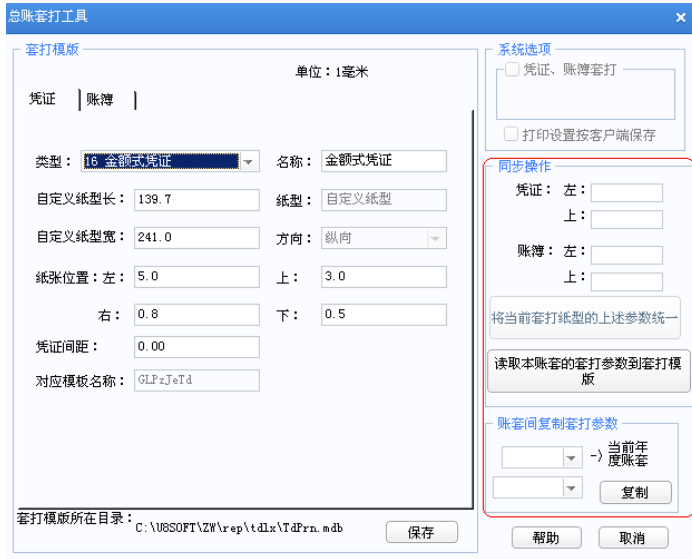 总账套打工具
套打模版
单位：1毫米
凭证
账簿
类型：
16 金额式凭证
名称：
金额式凭证
自定义纸型长：
139.7
纸型：
自定义纸型
自定义纸型宽：
241.0
方向：
纵向
纸张位置：左：
5.0
上：
3.0
右：
0.8
下：
0.5
凭证间距：
0.00
对应模板名称：
GLPzJeTd
套打模版所在目录：
C:\U8SOFT\ZW\rep\tdlx\TdPrn.mdb
保存
系统选项
凭证、账簿套打
打印设置按客户端保存
同步操作
凭证：左：
上：
账簿：左：
上：
将当前套打纸型的上述参数统一
读取本账套的套打参数到套打模
版
账套间复制套打参数
->
当前年
度账套
复制
帮助
取消